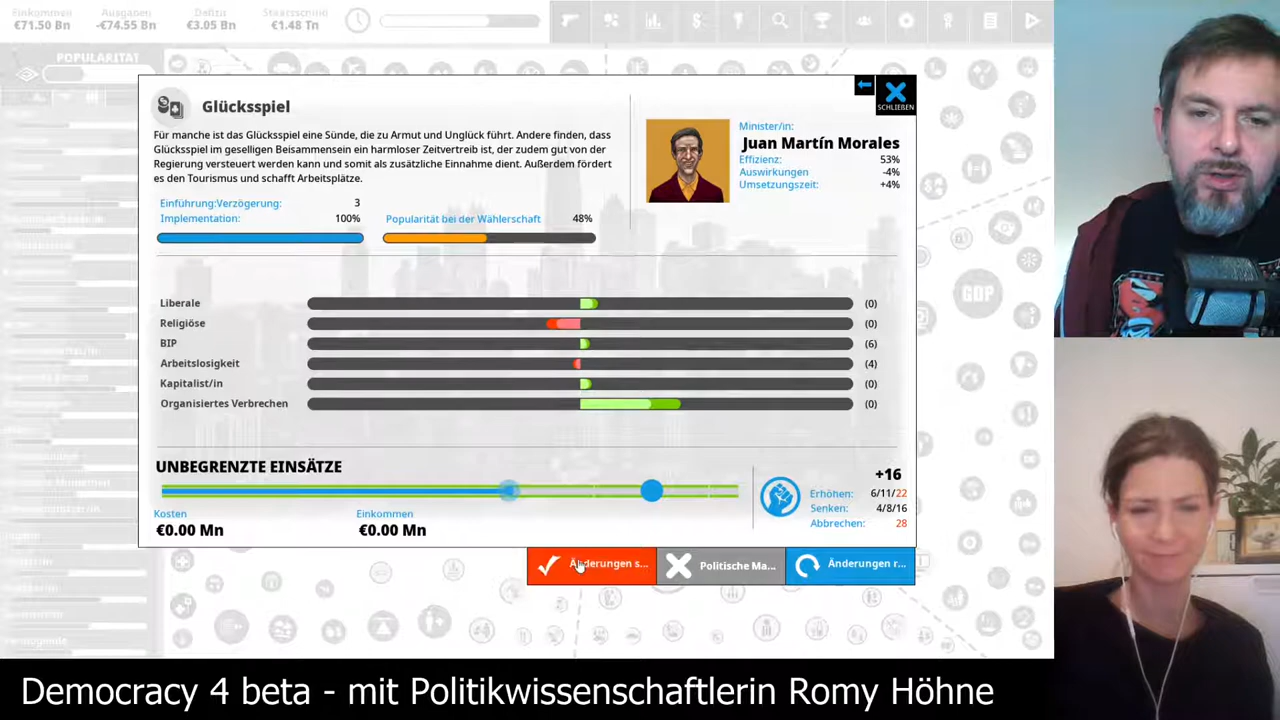 Einkommen
Ausgaben
Defizit
Staatsschuld
€71.50 Bn
-€74.55 Bn
€3.05 Bn
€1.48 Tn
POPULARITÄT
Glücksspiel
Für manche ist das Glücksspiel eine Sünde, die zu Armut und Unglück führt. Andere finden, dass
Glücksspiel im geselligen Beisammensein ein harmloser Zeitvertreib ist, der zudem gut von der
Regierung versteuert werden kann und somit als zusätzliche Einnahme dient. Außerdem fördert
es den Tourismus und schafft Arbeitsplätze.
Einführung:Verzögerung: 3
Implementation: 100%
Popularität bei der Wählerschaft 48%
SCHLIEßEN
Minister/in:
Juan Martín Morales
Effizienz: 53%
Auswirkungen -4%
Umsetzungszeit: +4%
Liberale (0)
Religiöse (0)
BIP (6)
Arbeitslosigkeit (4)
Kapitalist/in (0)
Organisiertes Verbrechen (0)
UNBEGRENZTE EINSÄTZE
Kosten
€0.00 Mn
Einkommen
€0.00 Mn
+16
Erhöhen: 6/11/22
Senken: 4/8/16
Abbrechen: 28
Änderungen s...
Politische Ma...
Änderungen r...
GDP
Democracy 4 beta - mit Politikwissenschaftlerin Romy Höhne